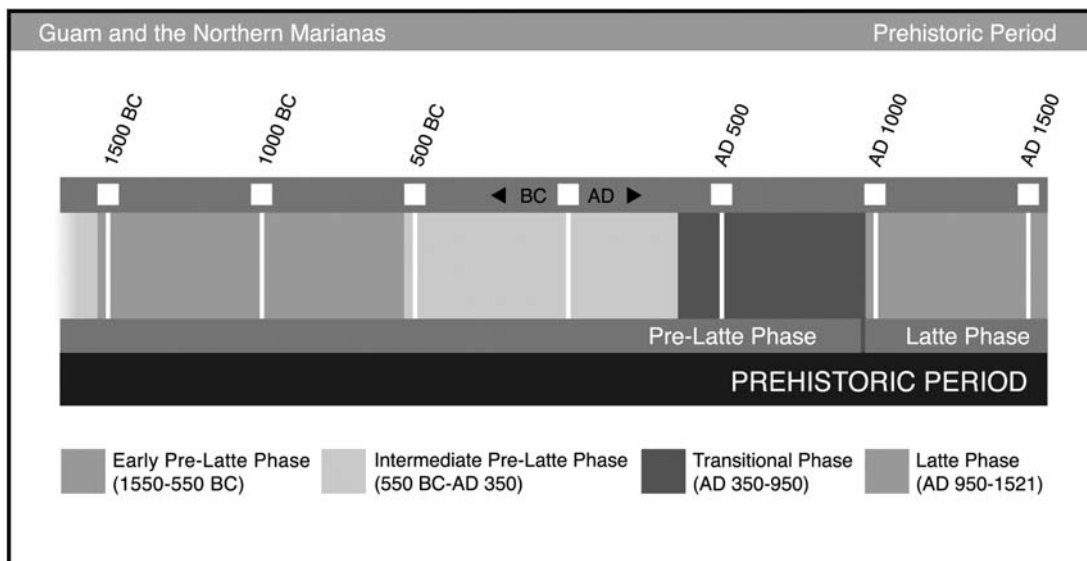 Guam and the Northern Marianas Prehistoric Period
1500 BC 1000 BC 500 BC AD 500 AD 1000 AD 1500
◄ BC AD ►
Pre-Latte Phase Latte Phase
PREHISTORIC PERIOD
Early Pre-Latte Phase Intermediate Pre-Latte Phase Transitional Phase Latte Phase
(1550-550 BC) (550 BC-AD 350) (AD 350-950) (AD 950-1521)